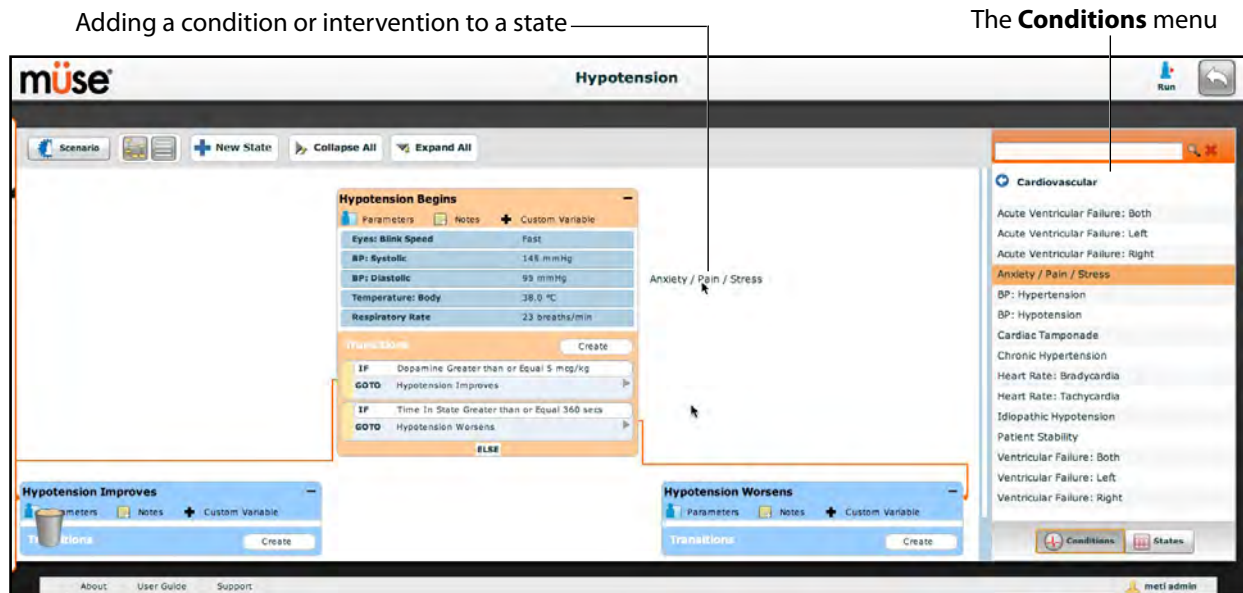 Adding a condition or intervention to a state
The Conditions menu
müse
Hypotension
Run
Scenario
New State
Collapse All
Expand All
Hypotension Begins
Parameters Notes Custom Variable
Eyes: Blink Speed Fast
BP: Systolic 145 mmHg
BP: Diastolic 95 mmHg
Temperature: Body 38.0 °C
Respiratory Rate 23 breaths/min
Transitions Create
IF Dopamine Greater than or Equal 5 mcg/kg
GOTO Hypotension Improves
IF Time In State Greater than or Equal 360 secs
GOTO Hypotension Worsens
ELSE
Anxiety / Pain / Stress
Cardiovascular
Acute Ventricular Failure: Both
Acute Ventricular Failure: Left
Acute Ventricular Failure: Right
Anxiety / Pain / Stress
BP: Hypertension
BP: Hypotension
Cardiac Tamponade
Chronic Hypertension
Heart Rate: Bradycardia
Heart Rate: Tachycardia
Idiopathic Hypotension
Patient Stability
Ventricular Failure: Both
Ventricular Failure: Left
Ventricular Failure: Right
Conditions States
Hypotension Improves
Notes Custom Variable
Create
Hypotension Worsens
Parameters Notes Custom Variable
Transitions Create
About User Guide Support
meti admin